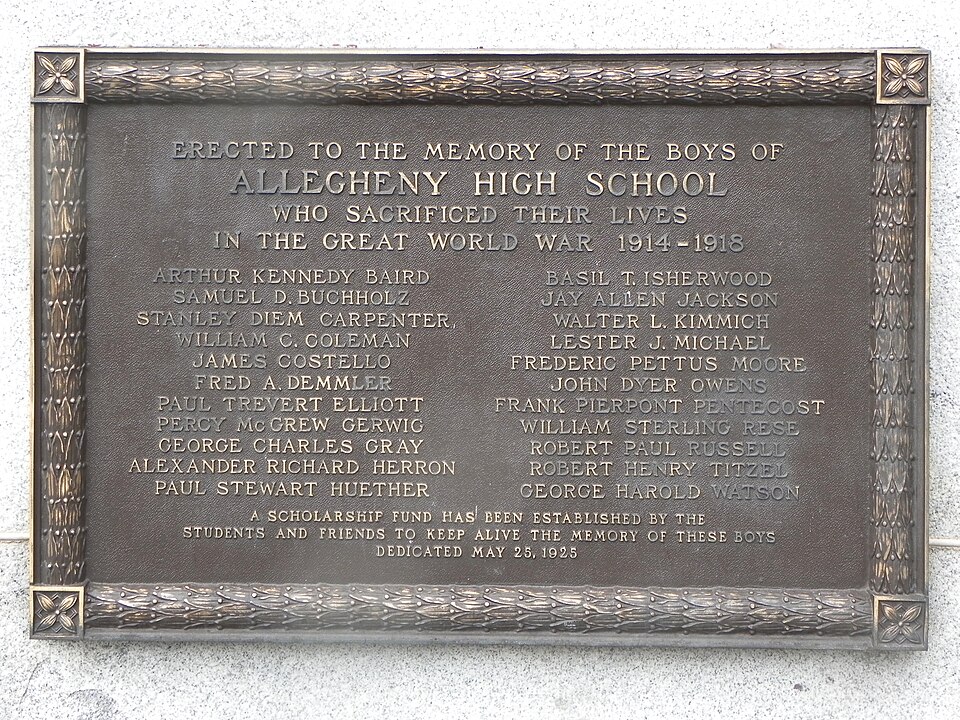 ERECTED TO THE MEMORY OF THE BOYS OF
ALLEGHENY HIGH SCHOOL
WHO SACRIFICED THEIR LIVES
IN THE GREAT WORLD WAR 1914-1918
ARTHUR KENNEDY BAIRD
SAMUEL D. BUCHHOLZ
STANLEY DIEM CARPENTER,
WILLIAM C. COLEMAN
JAMES COSTELLO
FRED A. DEMMLER
PAUL TREVERT ELLIOTT
PERCY McGREW GERWIG
GEORGE CHARLES GRAY
ALEXANDER RICHARD HERRON
PAUL STEWART HUETHER
BASIL T. ISHERWOOD
JAY ALLEN JACKSON
WALTER L. KIMMICH
LESTER J. MICHAEL
FREDERIC PETTUS MOORE
JOHN DYER OWENS
FRANK PIERPONT PENTECOST
WILLIAM STERLING RESE
ROBERT PAUL RUSSELL
ROBERT HENRY TITZEL
GEORGE HAROLD WATSON
A SCHOLARSHIP FUND HAS BEEN ESTABLISHED BY THE
STUDENTS AND FRIENDS TO KEEP ALIVE THE MEMORY OF THESE BOYS
DEDICATED MAY 25, 1925